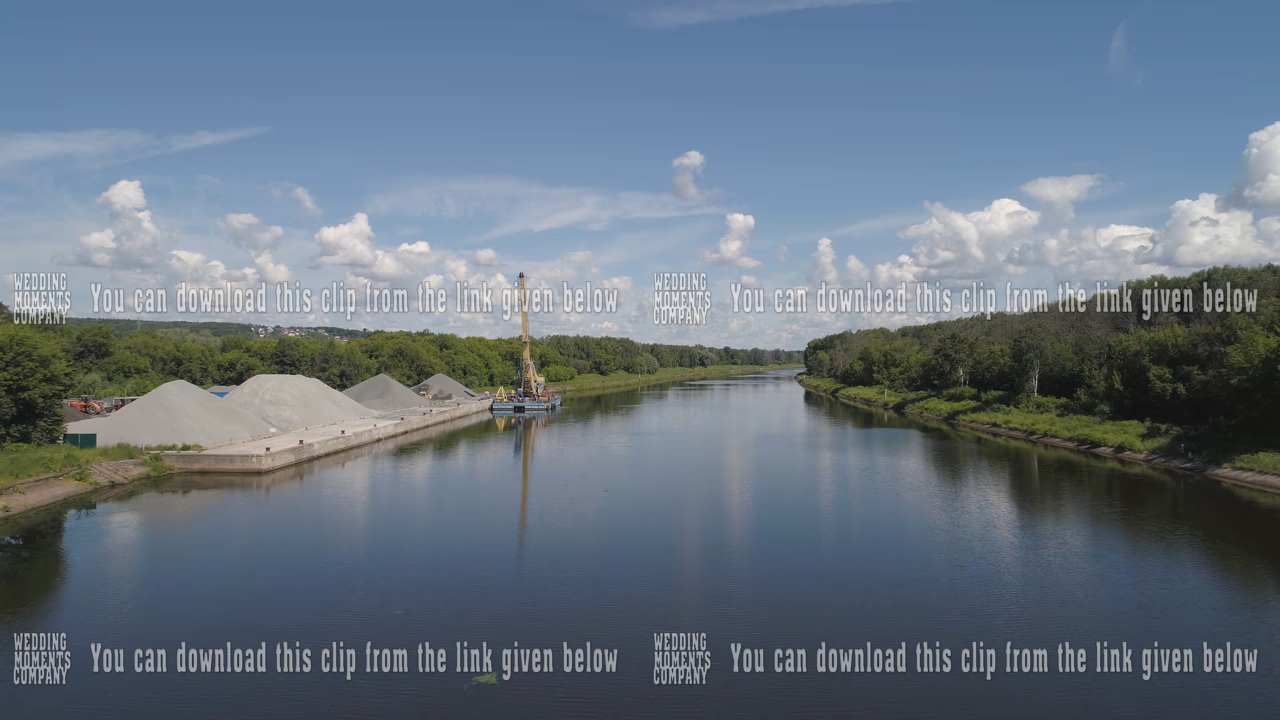 WEDDING
MOMENTS
COMPANY
You can download this clip from the link given below
WEDDING
MOMENTS
COMPANY
You can download this clip from the link given below
WEDDING
MOMENTS
COMPANY
You can download this clip from the link given below
WEDDING
MOMENTS
COMPANY
You can download this clip from the link given below